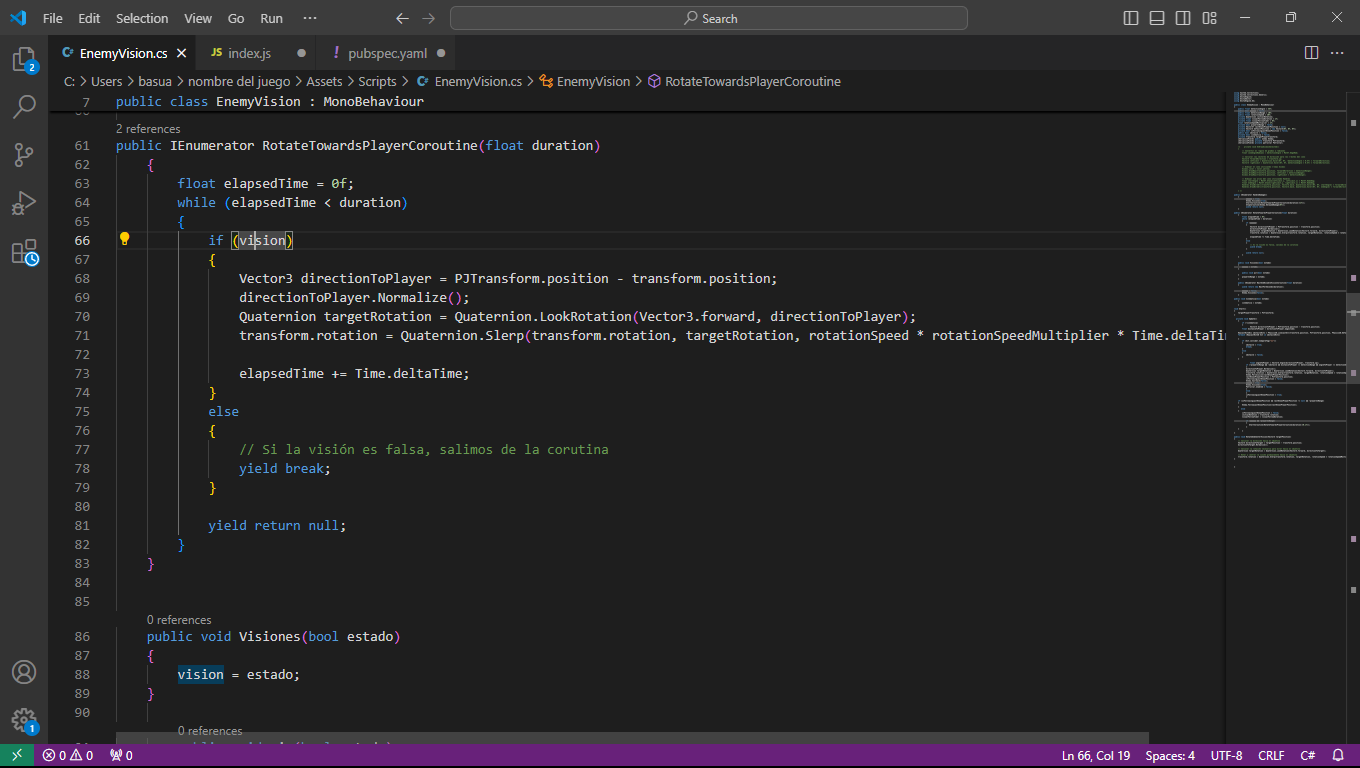 File Edit Selection View Go Run ··· Search
EnemyVision.cs index.js pubspec.yaml
C: > Users > basua > nombre del juego > Assets > Scripts > EnemyVision.cs > EnemyVision > RotateTowardsPlayerCoroutine
7 public class EnemyVision : MonoBehaviour
2 references
61 public IEnumerator RotateTowardsPlayerCoroutine(float duration)
62 {
63 float elapsedTime = 0f;
64 while (elapsedTime < duration)
65 {
66 if (vision)
67 {
68 Vector3 directionToPlayer = PJTransform.position - transform.position;
69 directionToPlayer.Normalize();
70 Quaternion targetRotation = Quaternion.LookRotation(Vector3.forward, directionToPlayer);
71 transform.rotation = Quaternion.Slerp(transform.rotation, targetRotation, rotationSpeed * rotationSpeedMultiplier * Time.deltaTi
72
73 elapsedTime += Time.deltaTime;
74 }
75 else
76 {
77 // Si la visión es falsa, salimos de la corutina
78 yield break;
79 }
80
81 yield return null;
82 }
83 }
84
85
0 references
86 public void Visiones(bool estado)
87 {
88 vision = estado;
89 }
90
0 references
0 0 0 Ln 66, Col 19 Spaces: 4 UTF-8 CRLF C#